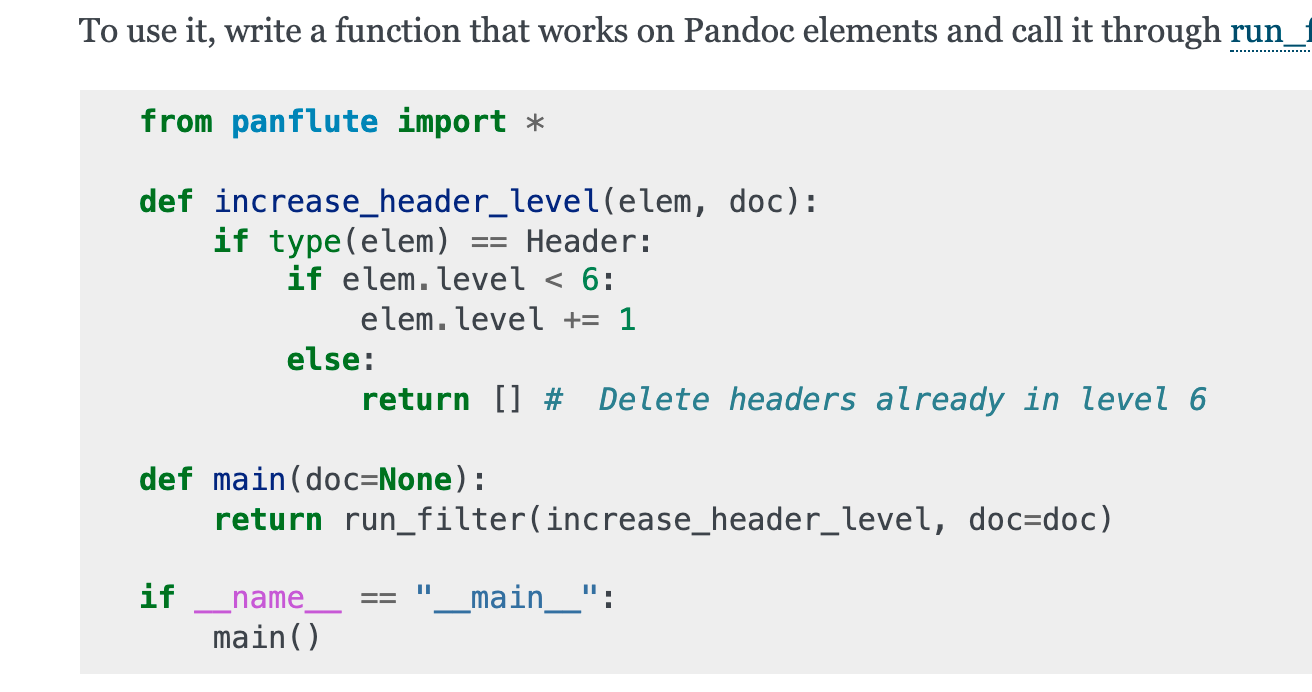 To use it, write a function that works on Pandoc elements and call it through run_
from panflute import *
def increase_header_level(elem, doc):
    if type(elem) == Header:
        if elem.level < 6:
            elem.level += 1
        else:
            return [] #  Delete headers already in level 6
def main(doc=None):
    return run_filter(increase_header_level, doc=doc)
if __name__ == "__main__":
    main()